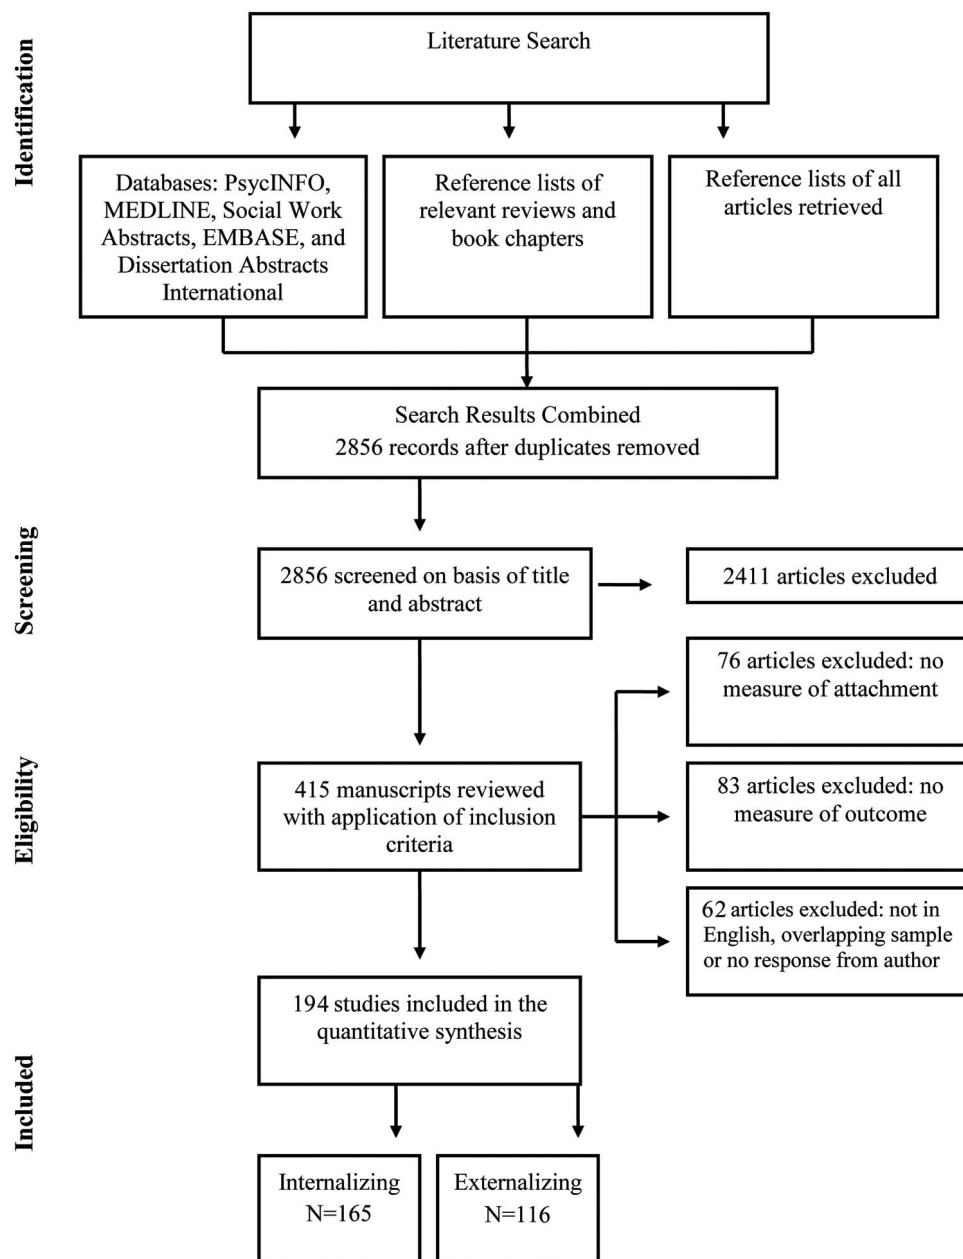 Identification
Literature Search
Databases: PsycINFO,
MEDLINE, Social Work
Abstracts, EMBASE, and
Dissertation Abstracts
International
Reference lists of
relevant reviews and
book chapters
Reference lists of all
articles retrieved
Search Results Combined
2856 records after duplicates removed
Screening
2856 screened on basis of title
and abstract
2411 articles excluded
Eligibility
415 manuscripts reviewed
with application of inclusion
criteria
76 articles excluded: no
measure of attachment
83 articles excluded: no
measure of outcome
62 articles excluded: not in
English, overlapping sample
or no response from author
Included
194 studies included in the
quantitative synthesis
Internalizing
N=165
Externalizing
N=116